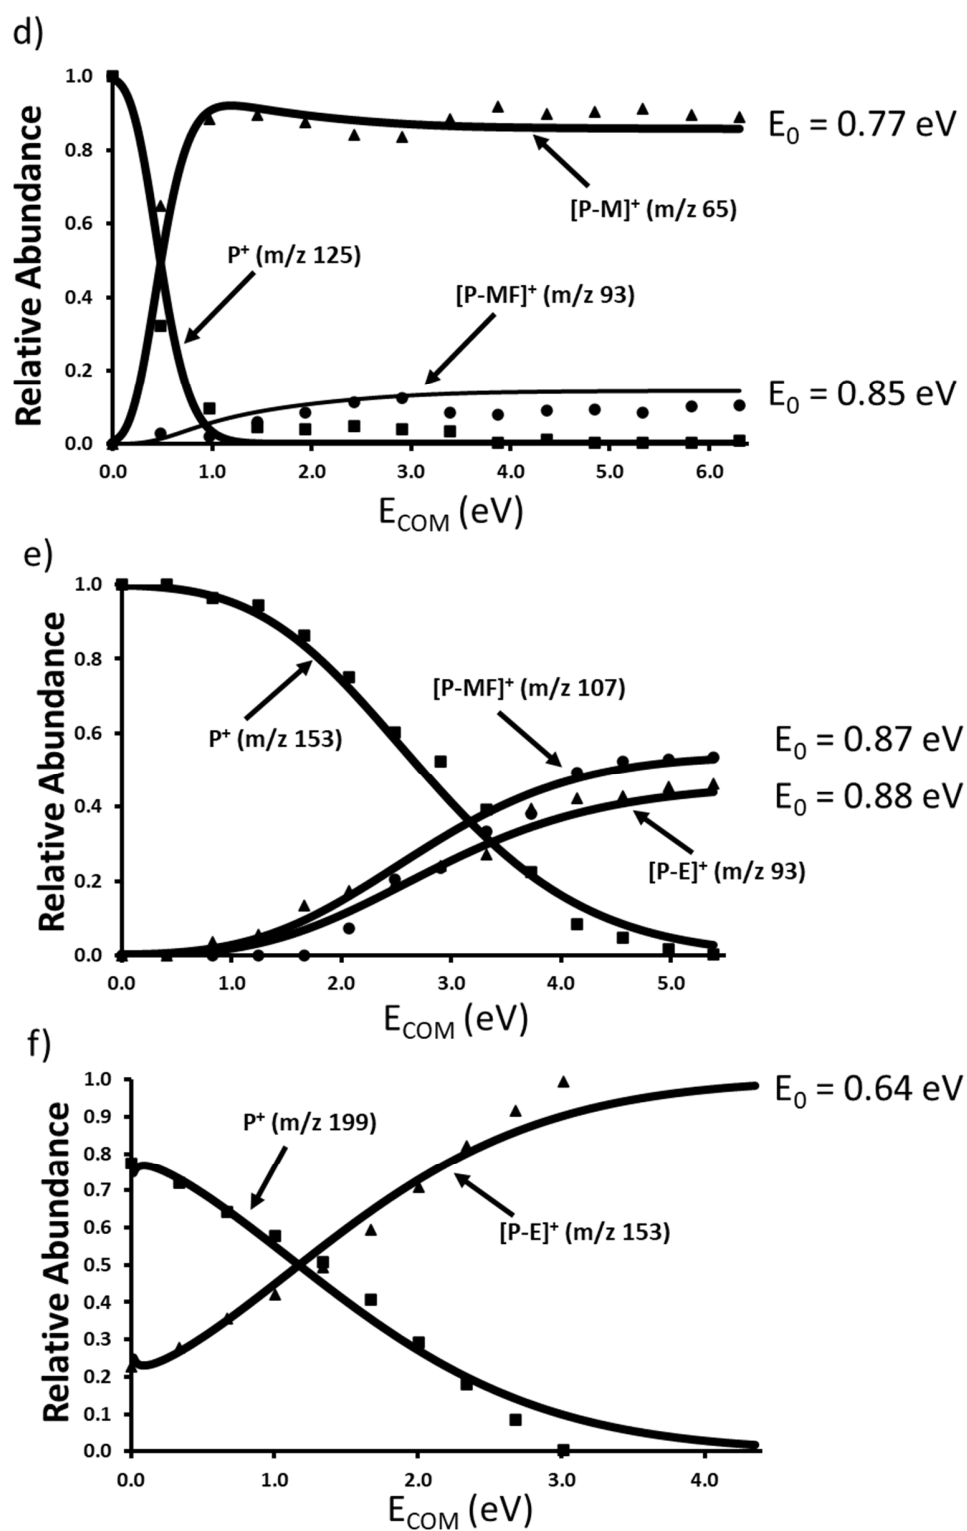 d)
1.0
0.8
0.6
0.4
0.2
0.0
Relative Abundance
E0 = 0.77 eV
[P-M]+ (m/z 65)
P+ (m/z 125)
[P-MF]+ (m/z 93)
E0 = 0.85 eV
0.0 1.0 2.0 3.0 4.0 5.0 6.0
ECOM (eV)
e)
1.0
0.8
0.6
0.4
0.2
0.0
Relative Abundance
[P-MF]+ (m/z 107)
P+ (m/z 153)
E0 = 0.87 eV
E0 = 0.88 eV
[P-E]+ (m/z 93)
0.0 1.0 2.0 3.0 4.0 5.0
ECOM (eV)
f)
1.0
0.9
0.8
0.7
0.6
0.5
0.4
0.3
0.2
0.1
0.0
Relative Abundance
E0 = 0.64 eV
P+ (m/z 199)
[P-E]+ (m/z 153)
0.0 1.0 2.0 3.0 4.0
ECOM (eV)